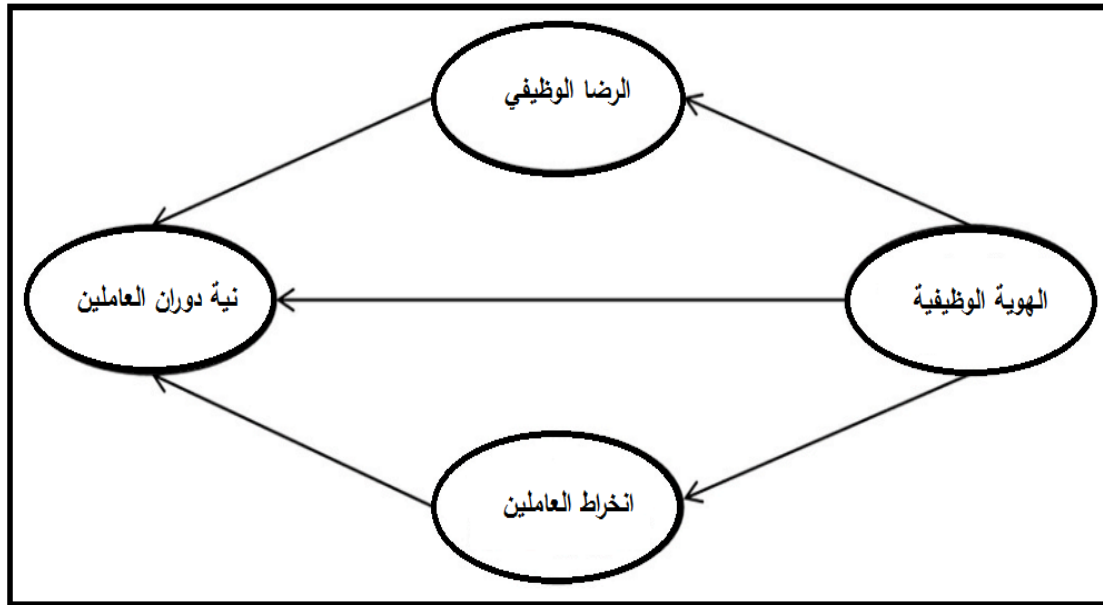 الرضا الوظيفي
الهوية الوظيفية
نية دوران العاملين
انخراط العاملين